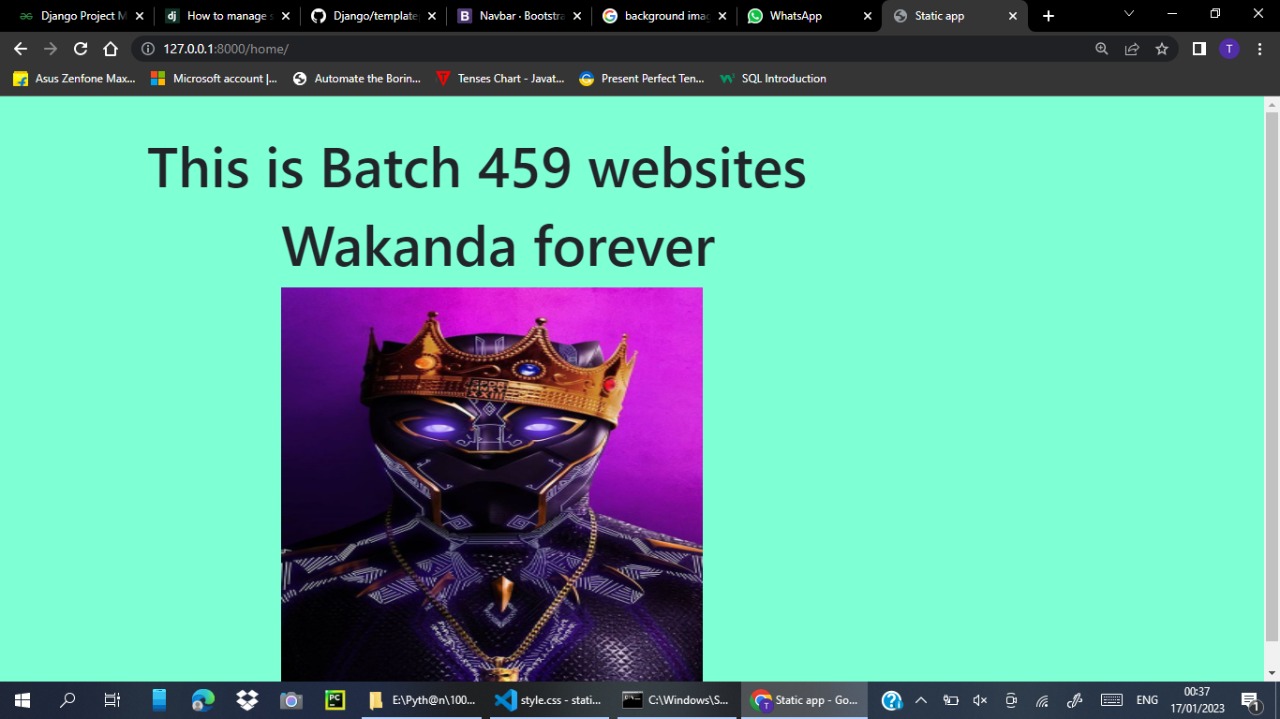 Django Project M
How to manage s
Django/template
Navbar · Bootstra
background imag
WhatsApp
Static app
127.0.0.1:8000/home/
T
Asus Zenfone Max...
Microsoft account |...
Automate the Borin...
Tenses Chart - Javat...
Present Perfect Ten...
SQL Introduction
This is Batch 459 websites
Wakanda forever
SPDR
XXIII
E:\Pyth@n\100...
style.css - stati...
C:\Windows\S...
Static app - Go...
ENG
00:37
17/01/2023
1